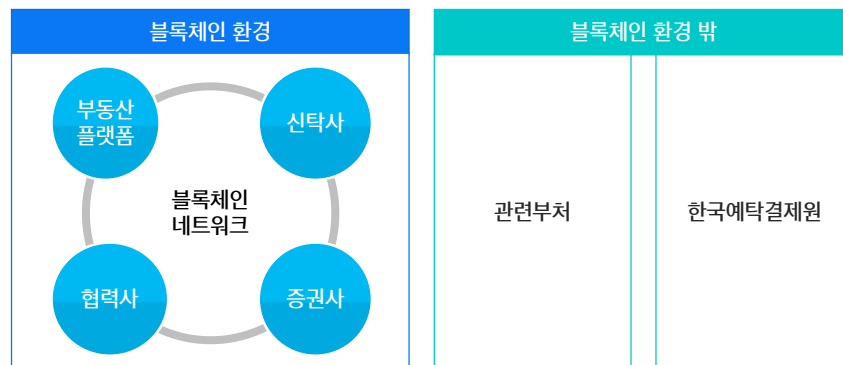 블록체인 환경
블록체인 환경 밖
부동산
플랫폼
신탁사
블록체인
네트워크
협력사
증권사
관련부처
한국예탁결제원